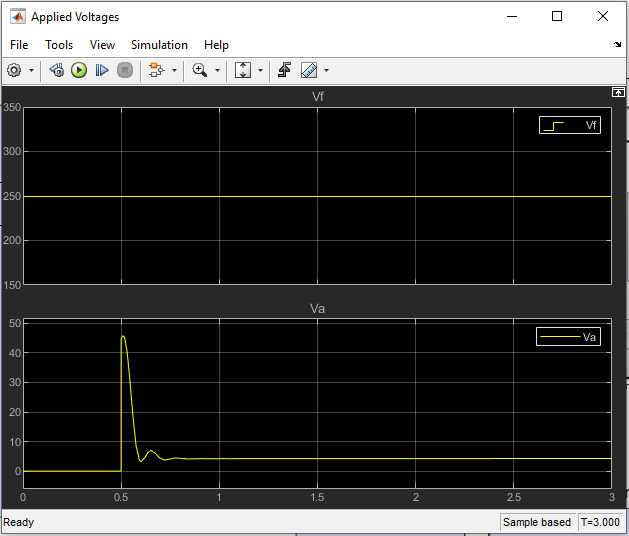 Applied Voltages
File Tools View Simulation Help
Vf
350
300
250
200
150
Vf
Va
50
40
30
20
10
0
Va
0 0.5 1 1.5 2 2.5 3
Ready Sample based T=3.000